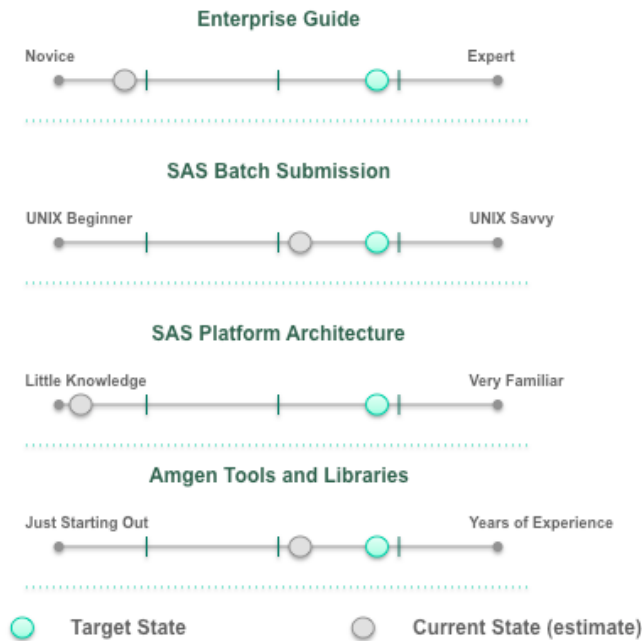 Enterprise Guide
Novice Expert
SAS Batch Submission
UNIX Beginner UNIX Savvy
SAS Platform Architecture
Little Knowledge Very Familiar
Amgen Tools and Libraries
Just Starting Out Years of Experience
Target State Current State (estimate)